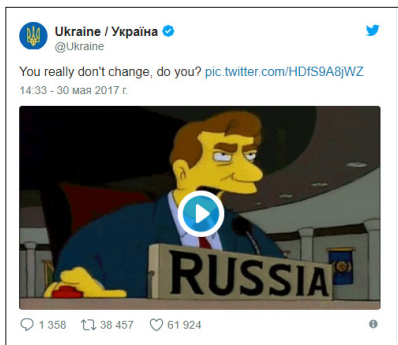 Ukraine / Україна
@Ukraine
You really don't change, do you? pic.twitter.com/HDfS9A8jWZ
14:33 - 30 мая 2017 г.
RUSSIA
1 358 38 457 61 924